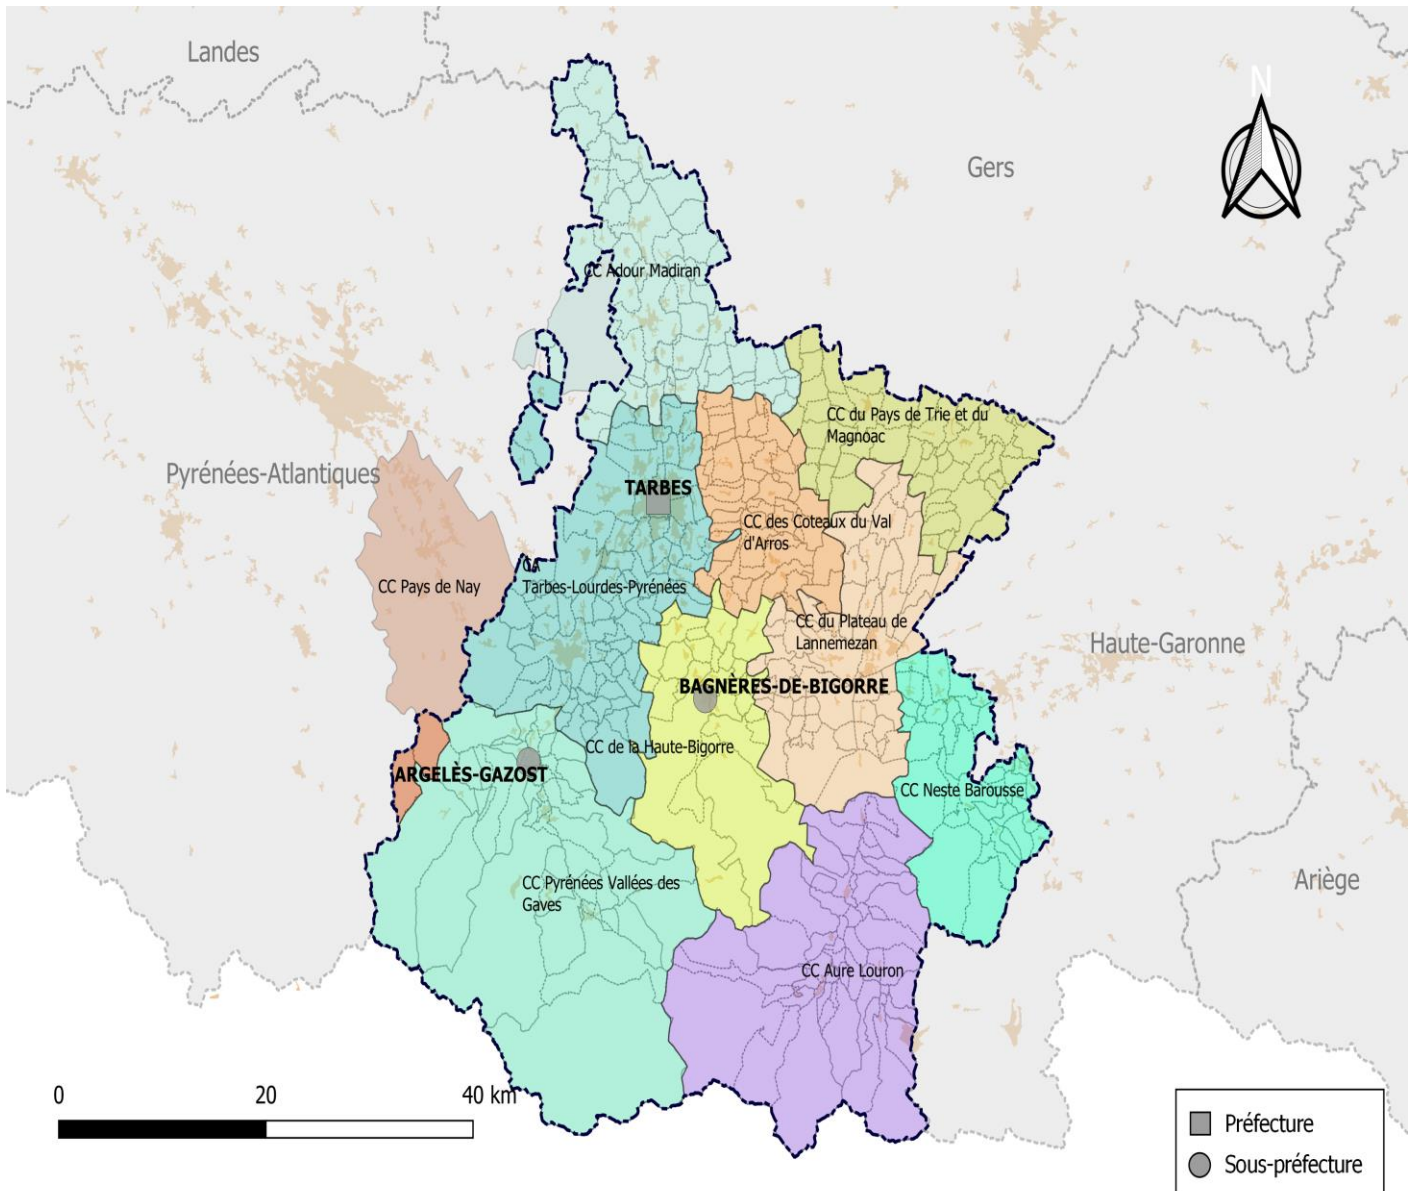 Landes
N
Gers
CC Adour Madiran
CC du Pays de Trie et du
Magnoac
Pyrénées-Atlantiques
TARBES
CC des Coteaux du Val
d'Arros
CA
Tarbes-Lourdes-Pyrénées
CC Pays de Nay
CC du Plateau de
Lannemezan
Haute-Garonne
BAGNÈRES-DE-BIGORRE
CC de la Haute-Bigorre
ARGELÈS-GAZOST
CC Neste Barousse
CC Pyrénées Vallées des
Gaves
Ariège
CC Aure Louron
0 20 40 km
Préfecture
Sous-préfecture